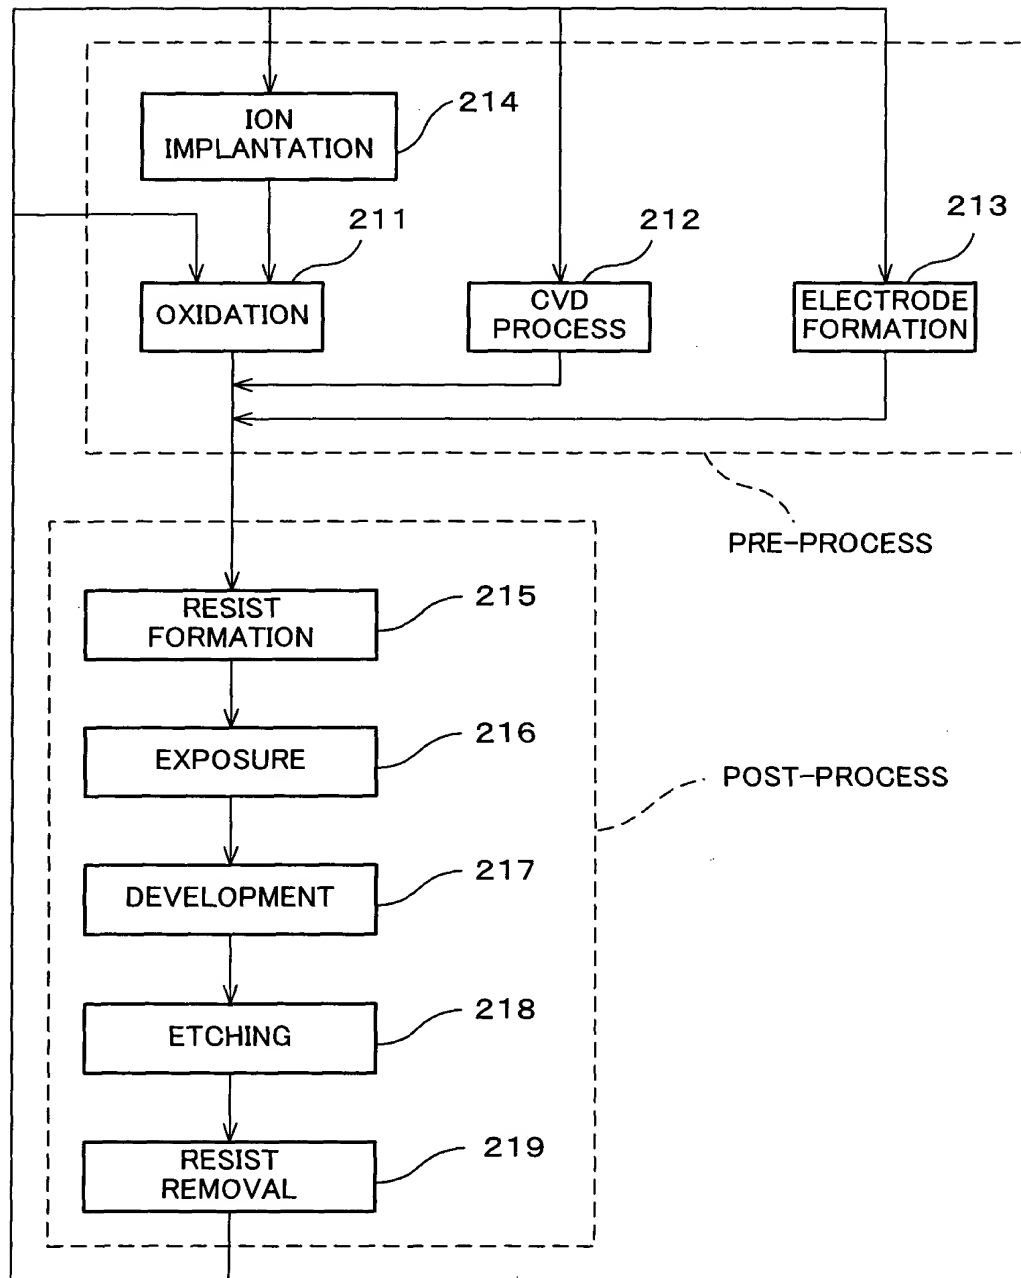 ION
IMPLANTATION
214
211
212
213
OXIDATION
CVD
PROCESS
ELECTRODE
FORMATION
PRE-PROCESS
RESIST
FORMATION
215
EXPOSURE
216
POST-PROCESS
DEVELOPMENT
217
ETCHING
218
RESIST
REMOVAL
219